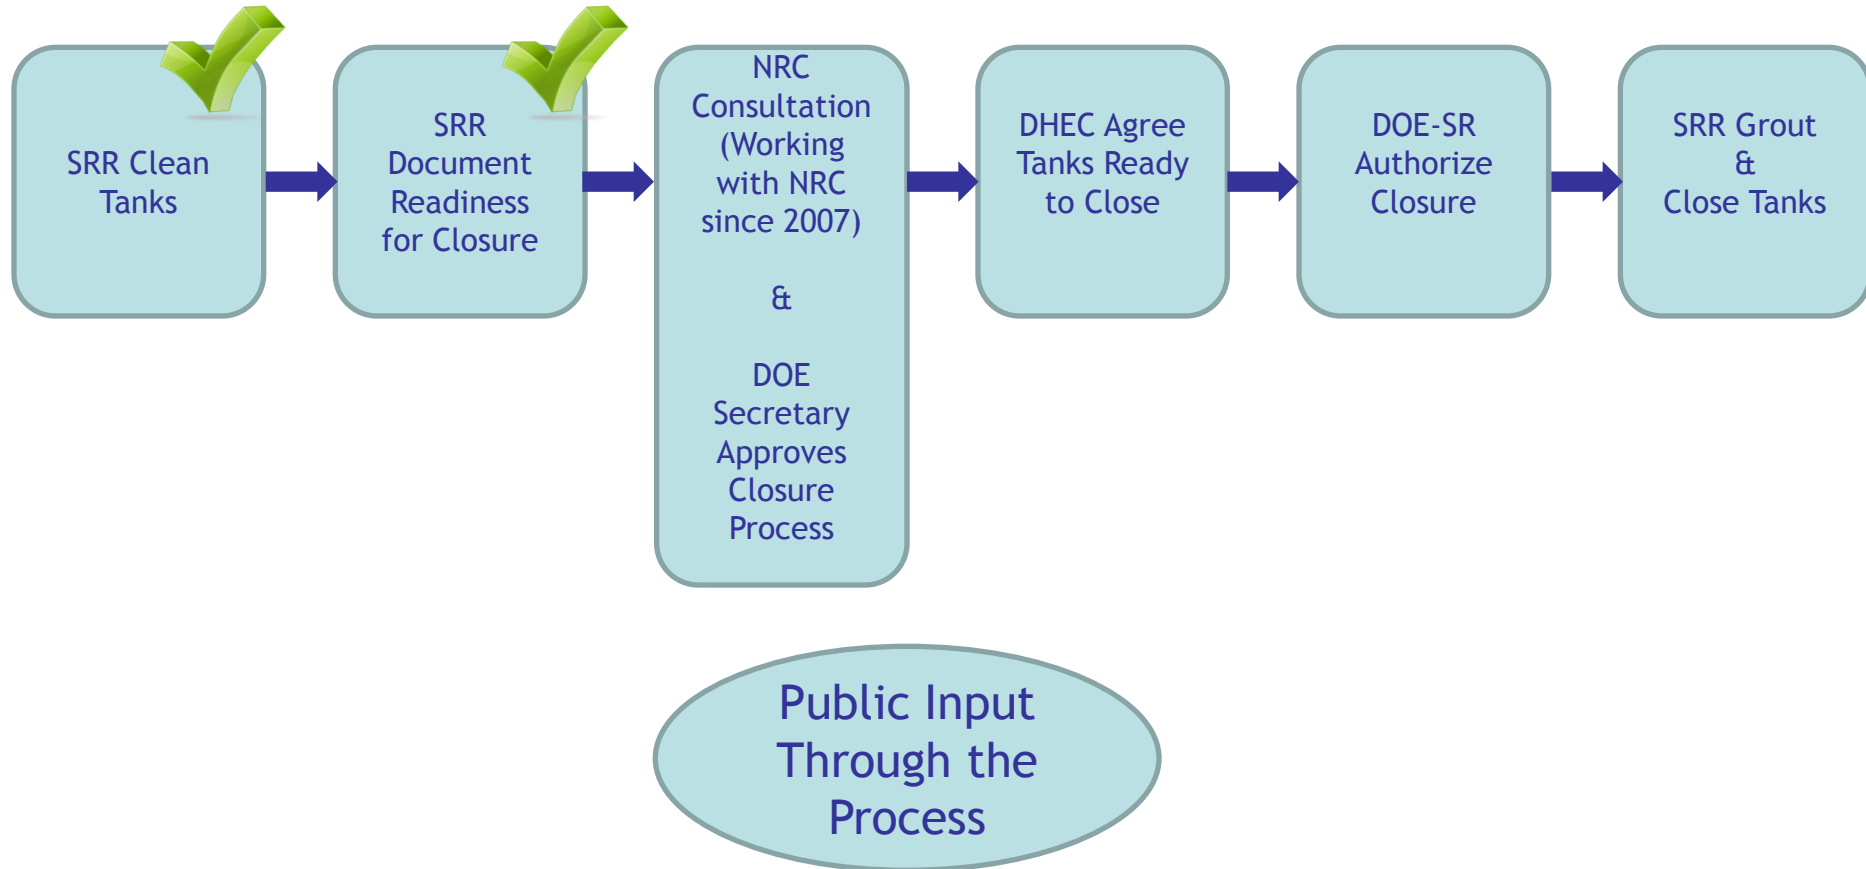 SRR Clean
Tanks
SRR
Document
Readiness
for Closure
NRC
Consultation
(Working
with NRC
since 2007)
&
DOE
Secretary
Approves
Closure
Process
DHEC Agree
Tanks Ready
to Close
DOE-SR
Authorize
Closure
SRR Grout
&
Close Tanks
Public Input
Through the
Process